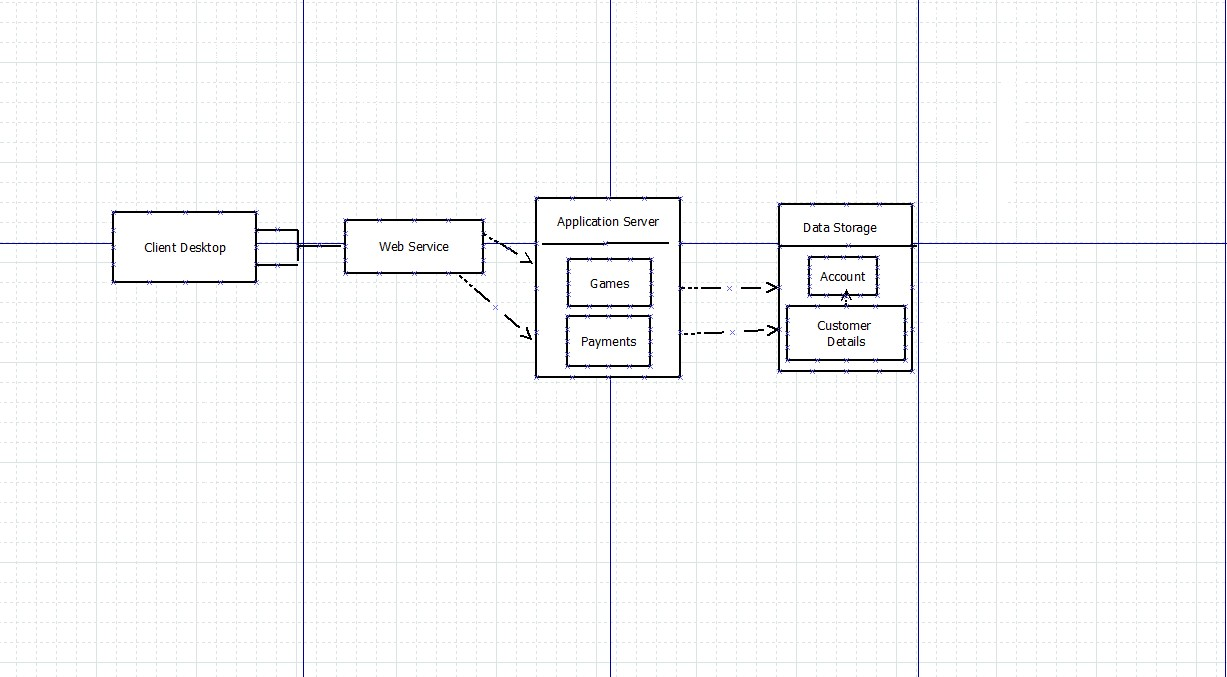 Client Desktop
Web Service
Application Server
Games
Payments
Data Storage
Account
Customer
Details